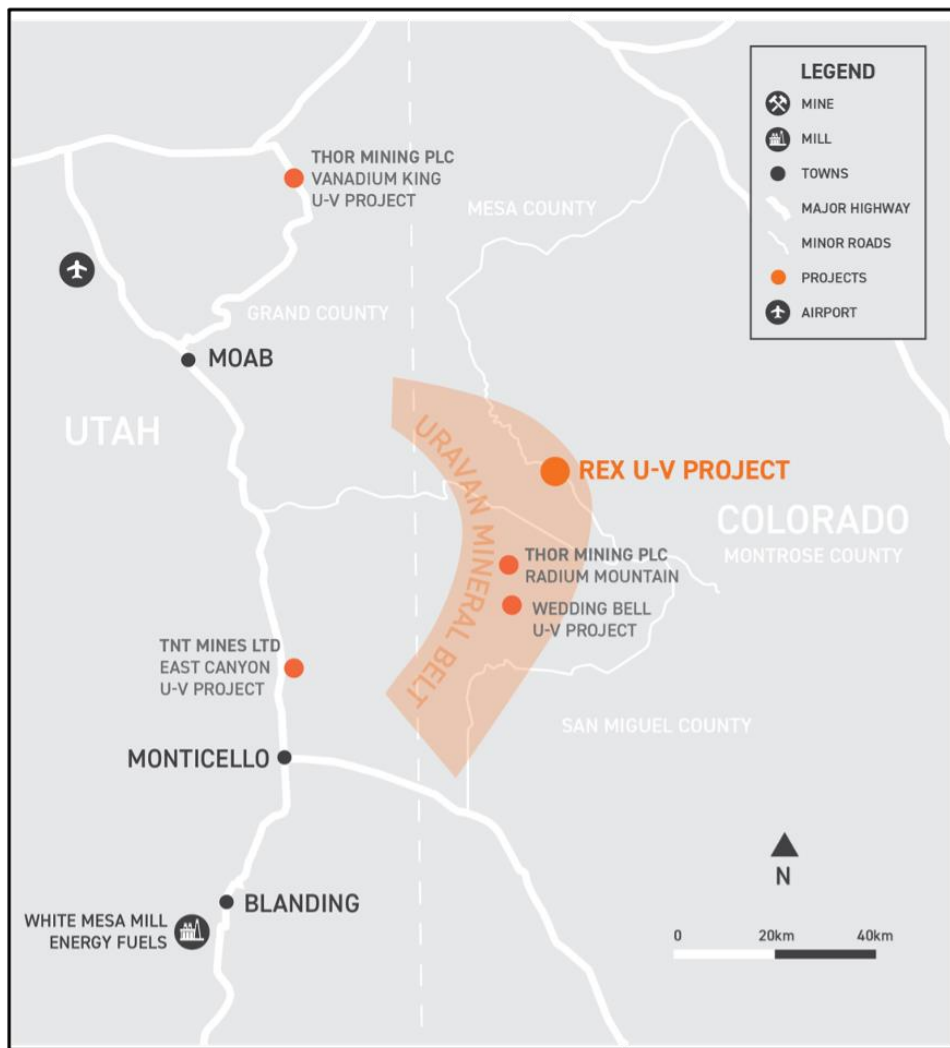 LEGEND
MINE
MILL
TOWNS
MAJOR HIGHWAY
MINOR ROADS
PROJECTS
AIRPORT
THOR MINING PLC
VANADIUM KING
U-V PROJECT
MESA COUNTY
GRAND COUNTY
MOAB
UTAH
URAVAN MINERAL BELT
REX U-V PROJECT
COLORADO
MONTROSE COUNTY
THOR MINING PLC
RADIUM MOUNTAIN
WEDDING BELL
U-V PROJECT
TNT MINES LTD
EAST CANYON
U-V PROJECT
SAN MIGUEL COUNTY
MONTICELLO
BLANDING
WHITE MESA MILL
ENERGY FUELS
N
0 20km 40km